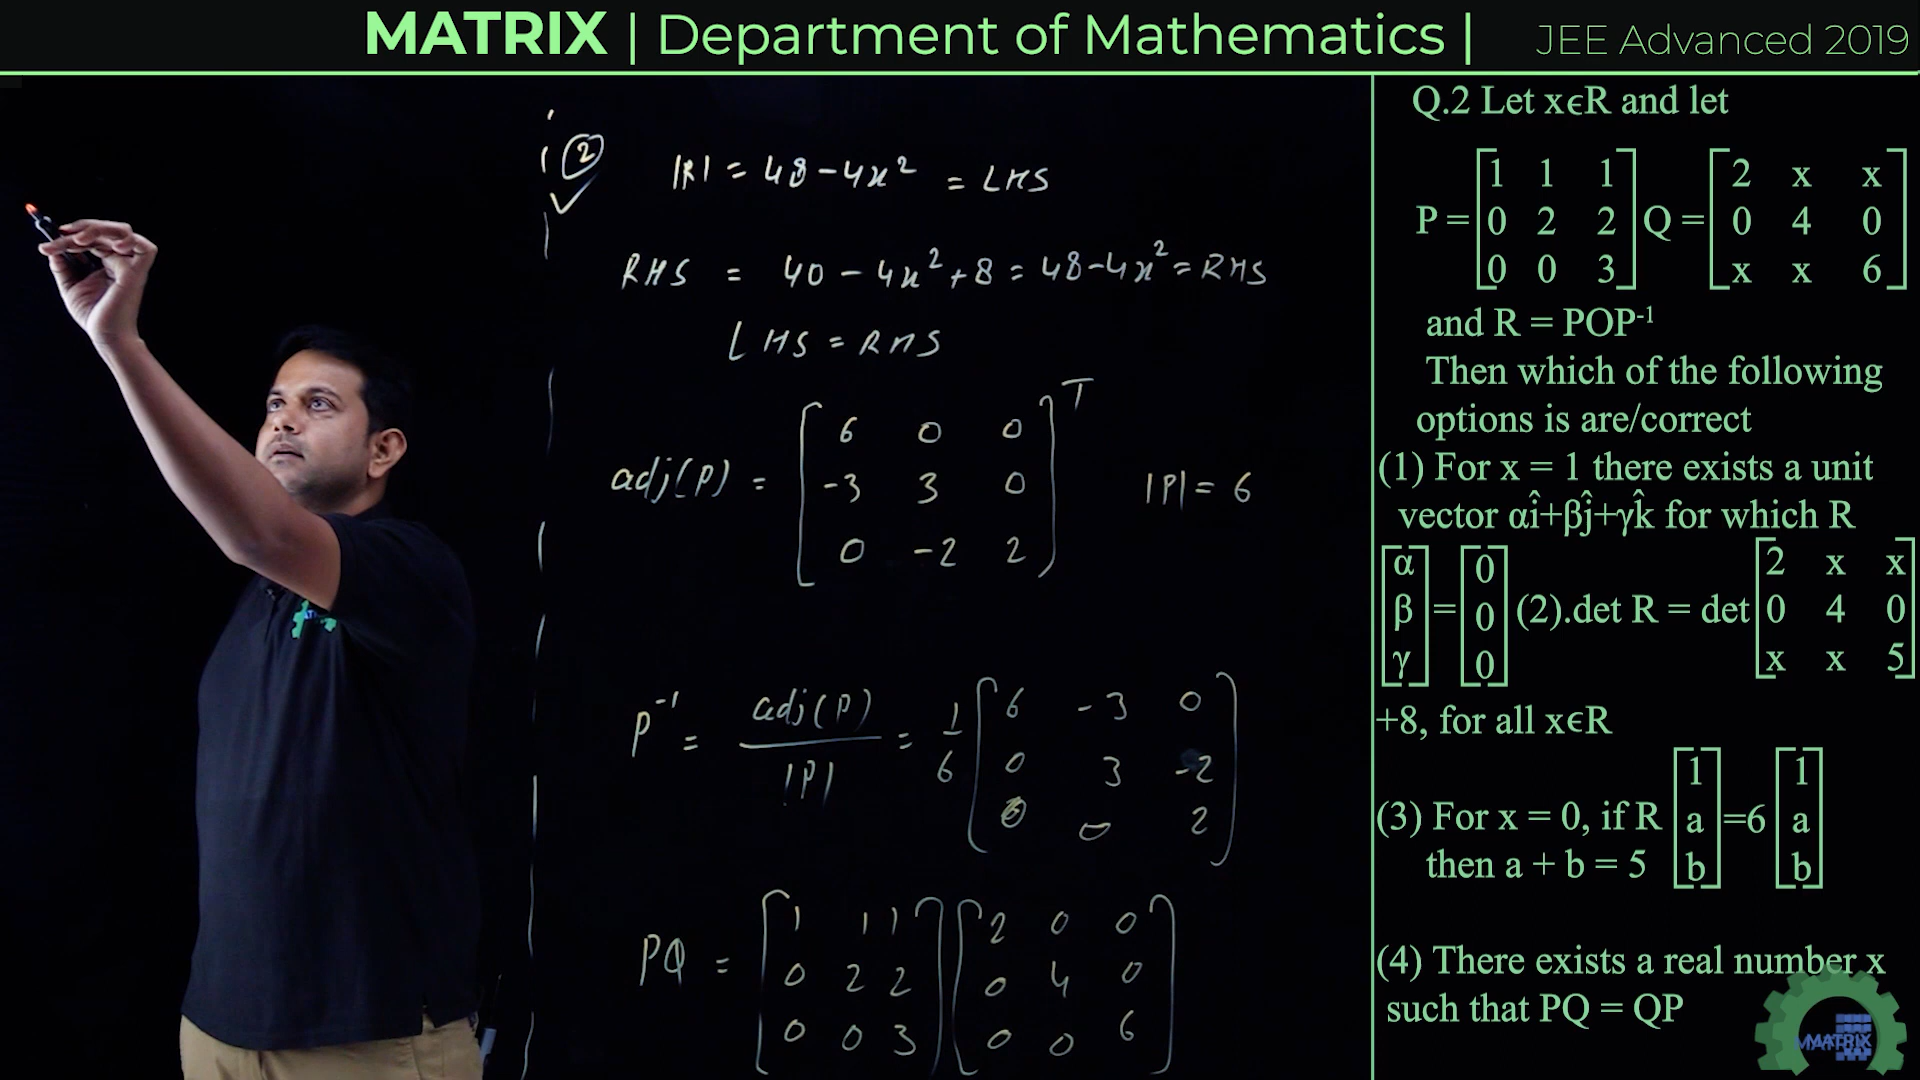 MATRIX | Department of Mathematics | JEE Advanced 2019
②
|R| = 48 - 4x² = LHS
RHS = 40 - 4x² + 8 = 48 - 4x² = RHS
LHS = RHS
adj(P) = [6 0 0; -3 3 0; 0 -2 2]ᵀ |P| = 6
P⁻¹ = adj(P)/|P| = 1/6 [6 -3 0; 0 3 -2; 0 0 2]
PQ = [1 1 1; 0 2 2; 0 0 3] [2 0 0; 0 4 0; 0 0 6]
Q.2 Let xϵR and let
P = [1 1 1; 0 2 2; 0 0 3] Q = [2 x x; 0 4 0; x x 6]
and R = POP⁻¹
Then which of the following
options is are/correct
(1) For x = 1 there exists a unit
vector αî+βĵ+γk̂ for which R
[α; β; γ] = [0; 0; 0] (2).det R = det [2 x x; 0 4 0; x x 5]
+8, for all xϵR
(3) For x = 0, if R [1; a; b] =6 [1; a; b]
then a + b = 5
(4) There exists a real number x
such that PQ = QP
MATRIX